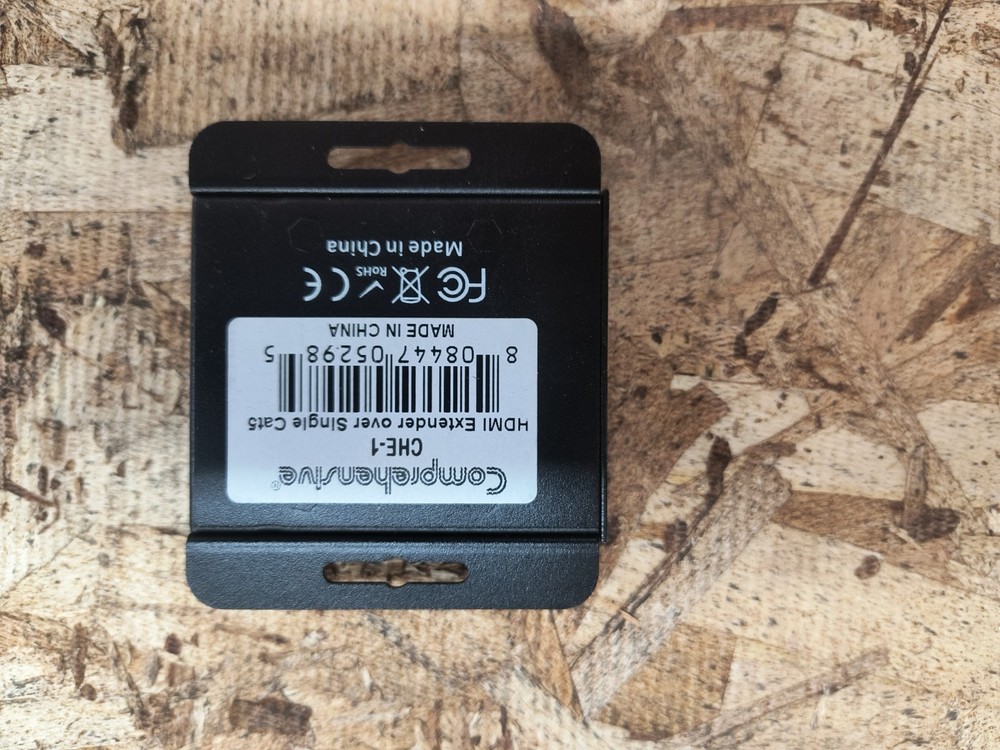 Comprehensive®
CHE-1
HDMI Extender over Single Cat5
8 08447 05298 5
MADE IN CHINA
FC RoHS CE
Made in China